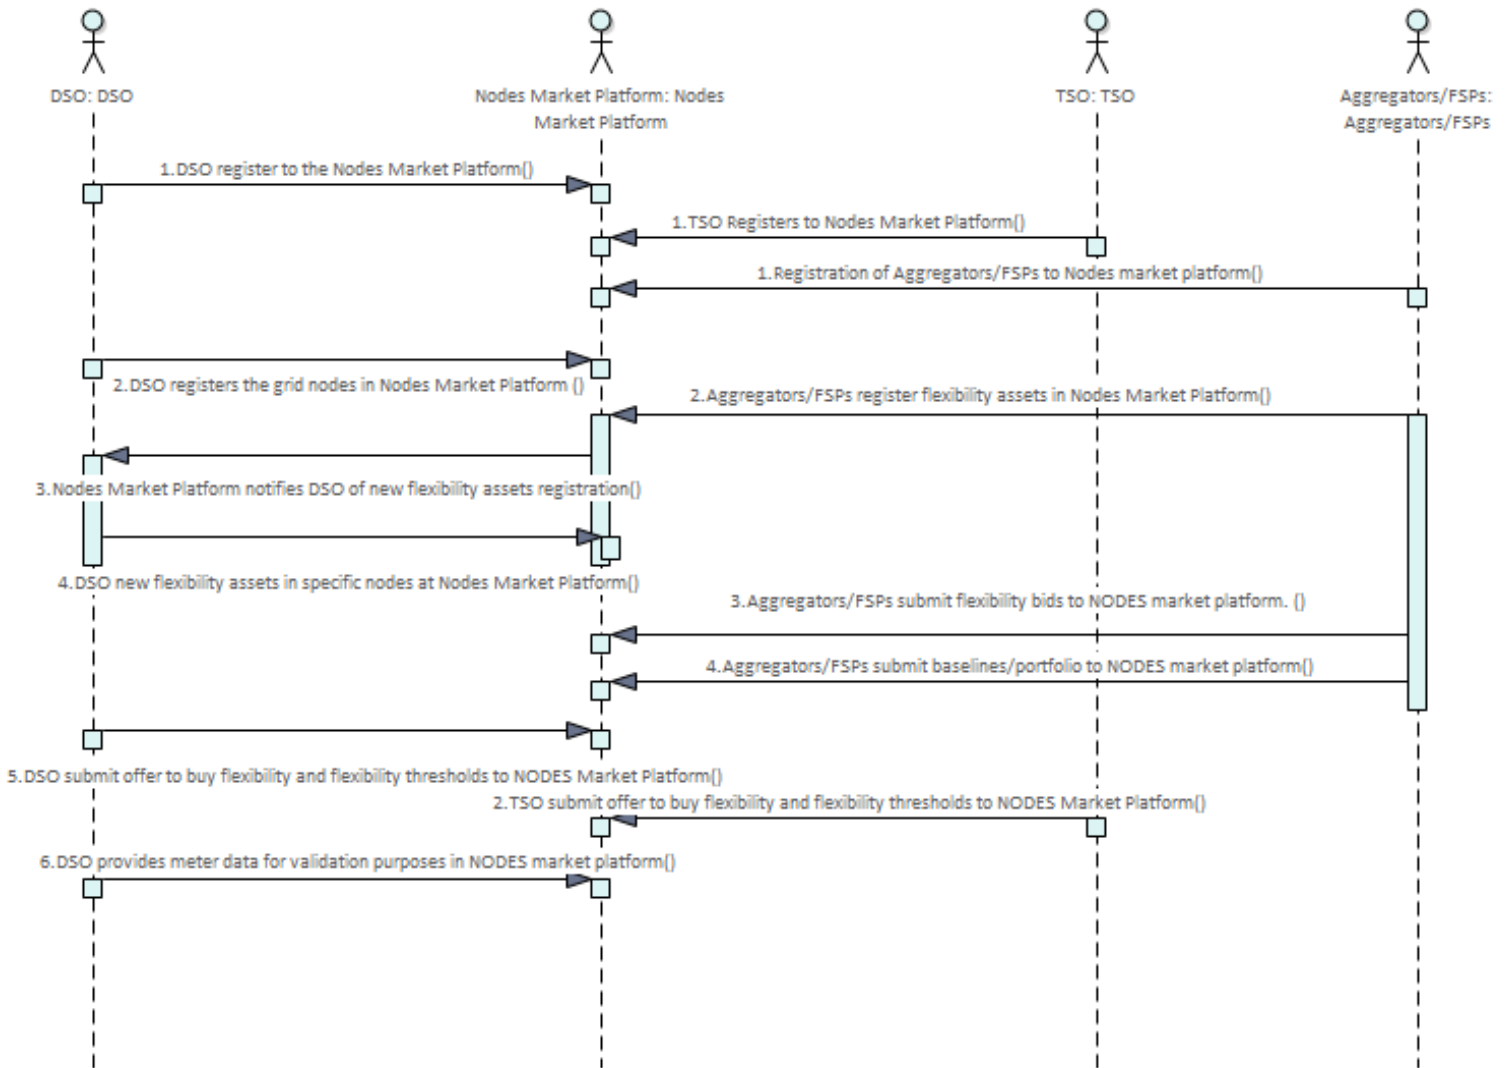 DSO: DSO
Nodes Market Platform: Nodes
Market Platform
TSO: TSO
Aggregators/FSPs:
Aggregators/FSPs
1.DSO register to the Nodes Market Platform()
1.TSO Registers to Nodes Market Platform()
1.Registration of Aggregators/FSPs to Nodes market platform()
2.DSO registers the grid nodes in Nodes Market Platform ()
2.Aggregators/FSPs register flexibility assets in Nodes Market Platform()
3.Nodes Market Platform notifies DSO of new flexibility assets registration()
4.DSO new flexibility assets in specific nodes at Nodes Market Platform()
3.Aggregators/FSPs submit flexibility bids to NODES market platform. ()
4.Aggregators/FSPs submit baselines/portfolio to NODES market platform()
5.DSO submit offer to buy flexibility and flexibility thresholds to NODES Market Platform()
2.TSO submit offer to buy flexibility and flexibility thresholds to NODES Market Platform()
6.DSO provides meter data for validation purposes in NODES market platform()